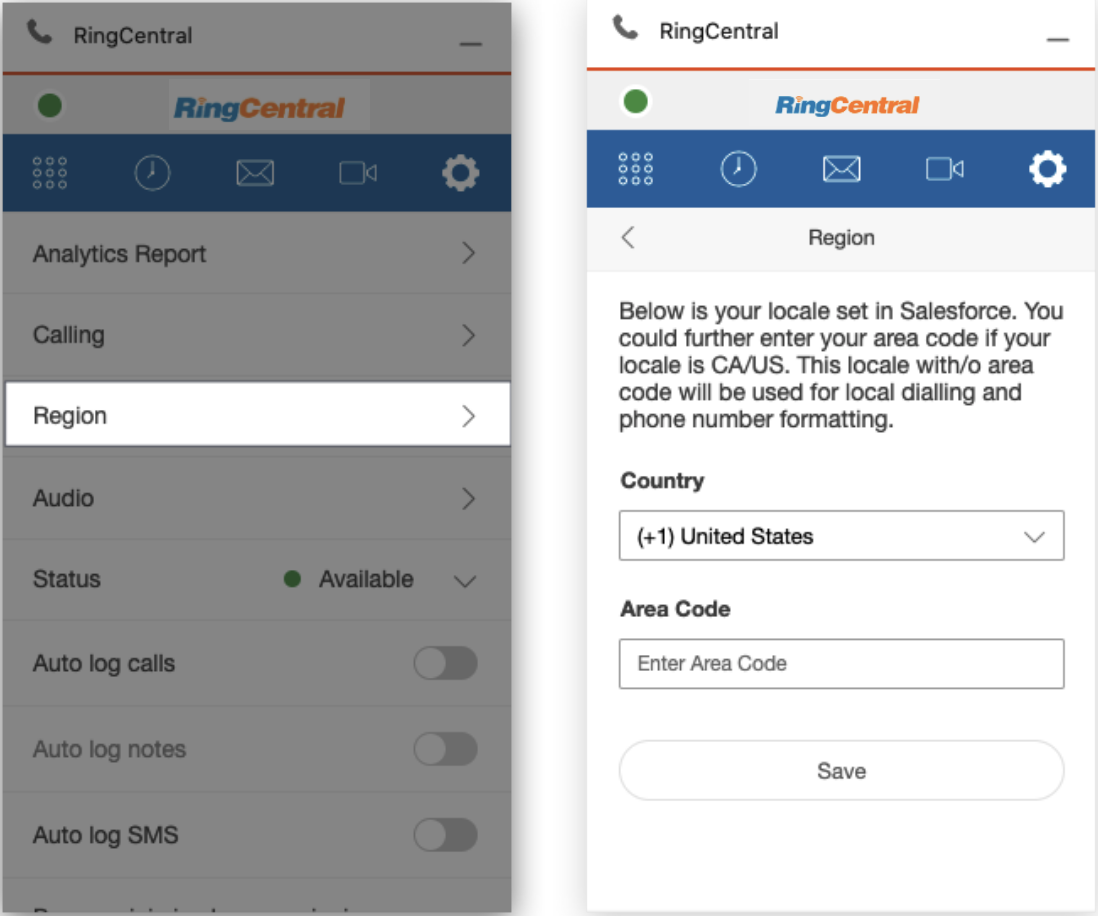 RingCentral
RingCentral
Analytics Report
Calling
Region
Audio
Status Available
Auto log calls
Auto log notes
Auto log SMS
RingCentral
RingCentral
Region
Below is your locale set in Salesforce. You
could further enter your area code if your
locale is CA/US. This locale with/o area
code will be used for local dialling and
phone number formatting.
Country
(+1) United States
Area Code
Enter Area Code
Save